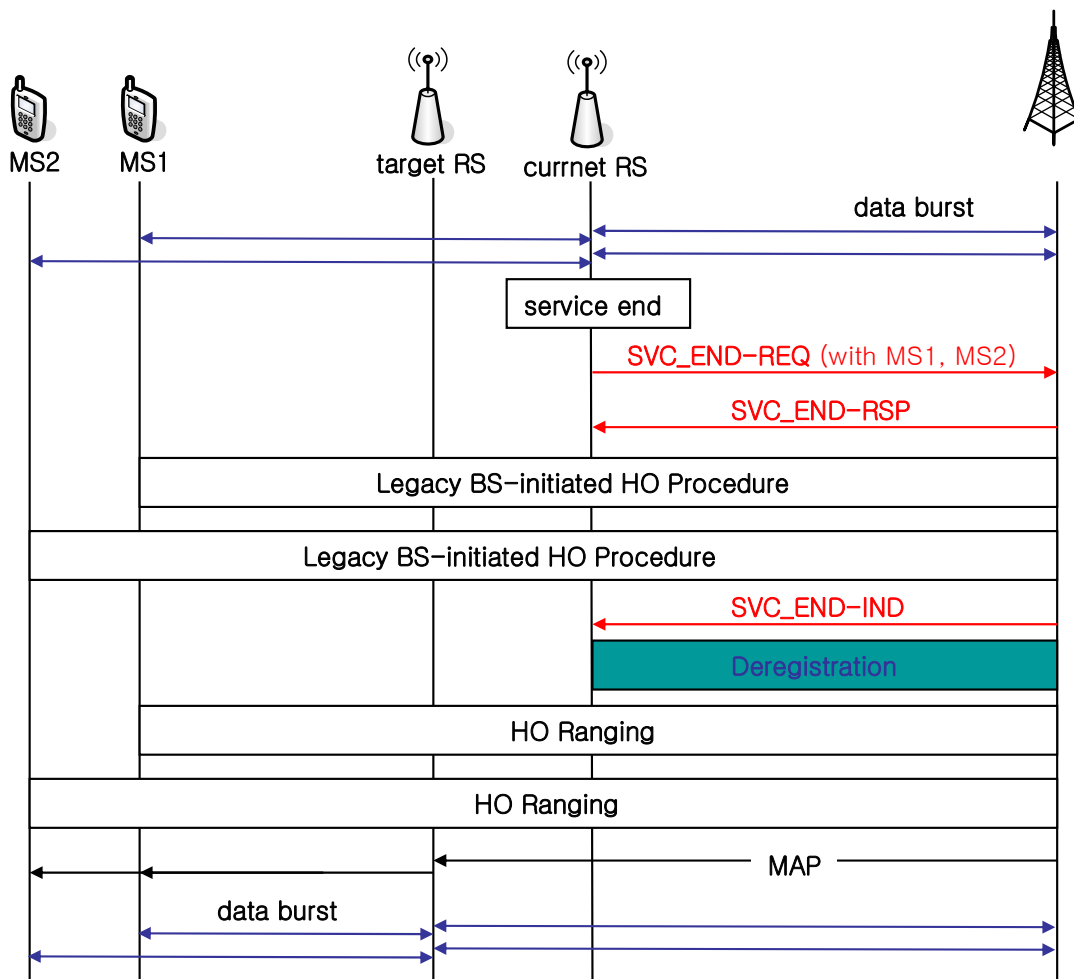 MS2
MS1
target RS
currnet RS
data burst
service end
SVC_END-REQ (with MS1, MS2)
SVC_END-RSP
Legacy BS-initiated HO Procedure
Legacy BS-initiated HO Procedure
SVC_END-IND
Deregistration
HO Ranging
HO Ranging
MAP
data burst